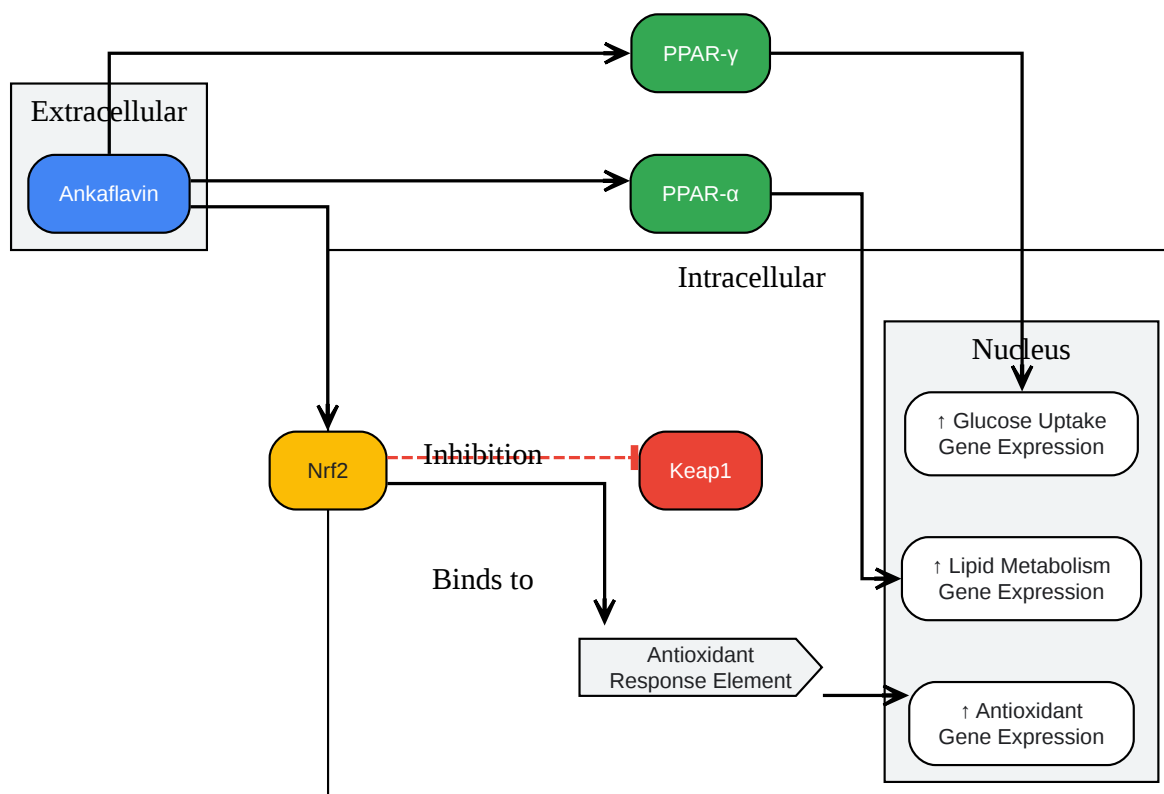 PPAR-γ
Extracellular
Ankaflavin
PPAR-α
Intracellular
Nucleus
↑ Glucose Uptake
Gene Expression
Nrf2
Inhibition
Keap1
Binds to
↑ Lipid Metabolism
Gene Expression
Antioxidant
Response Element
↑ Antioxidant
Gene Expression